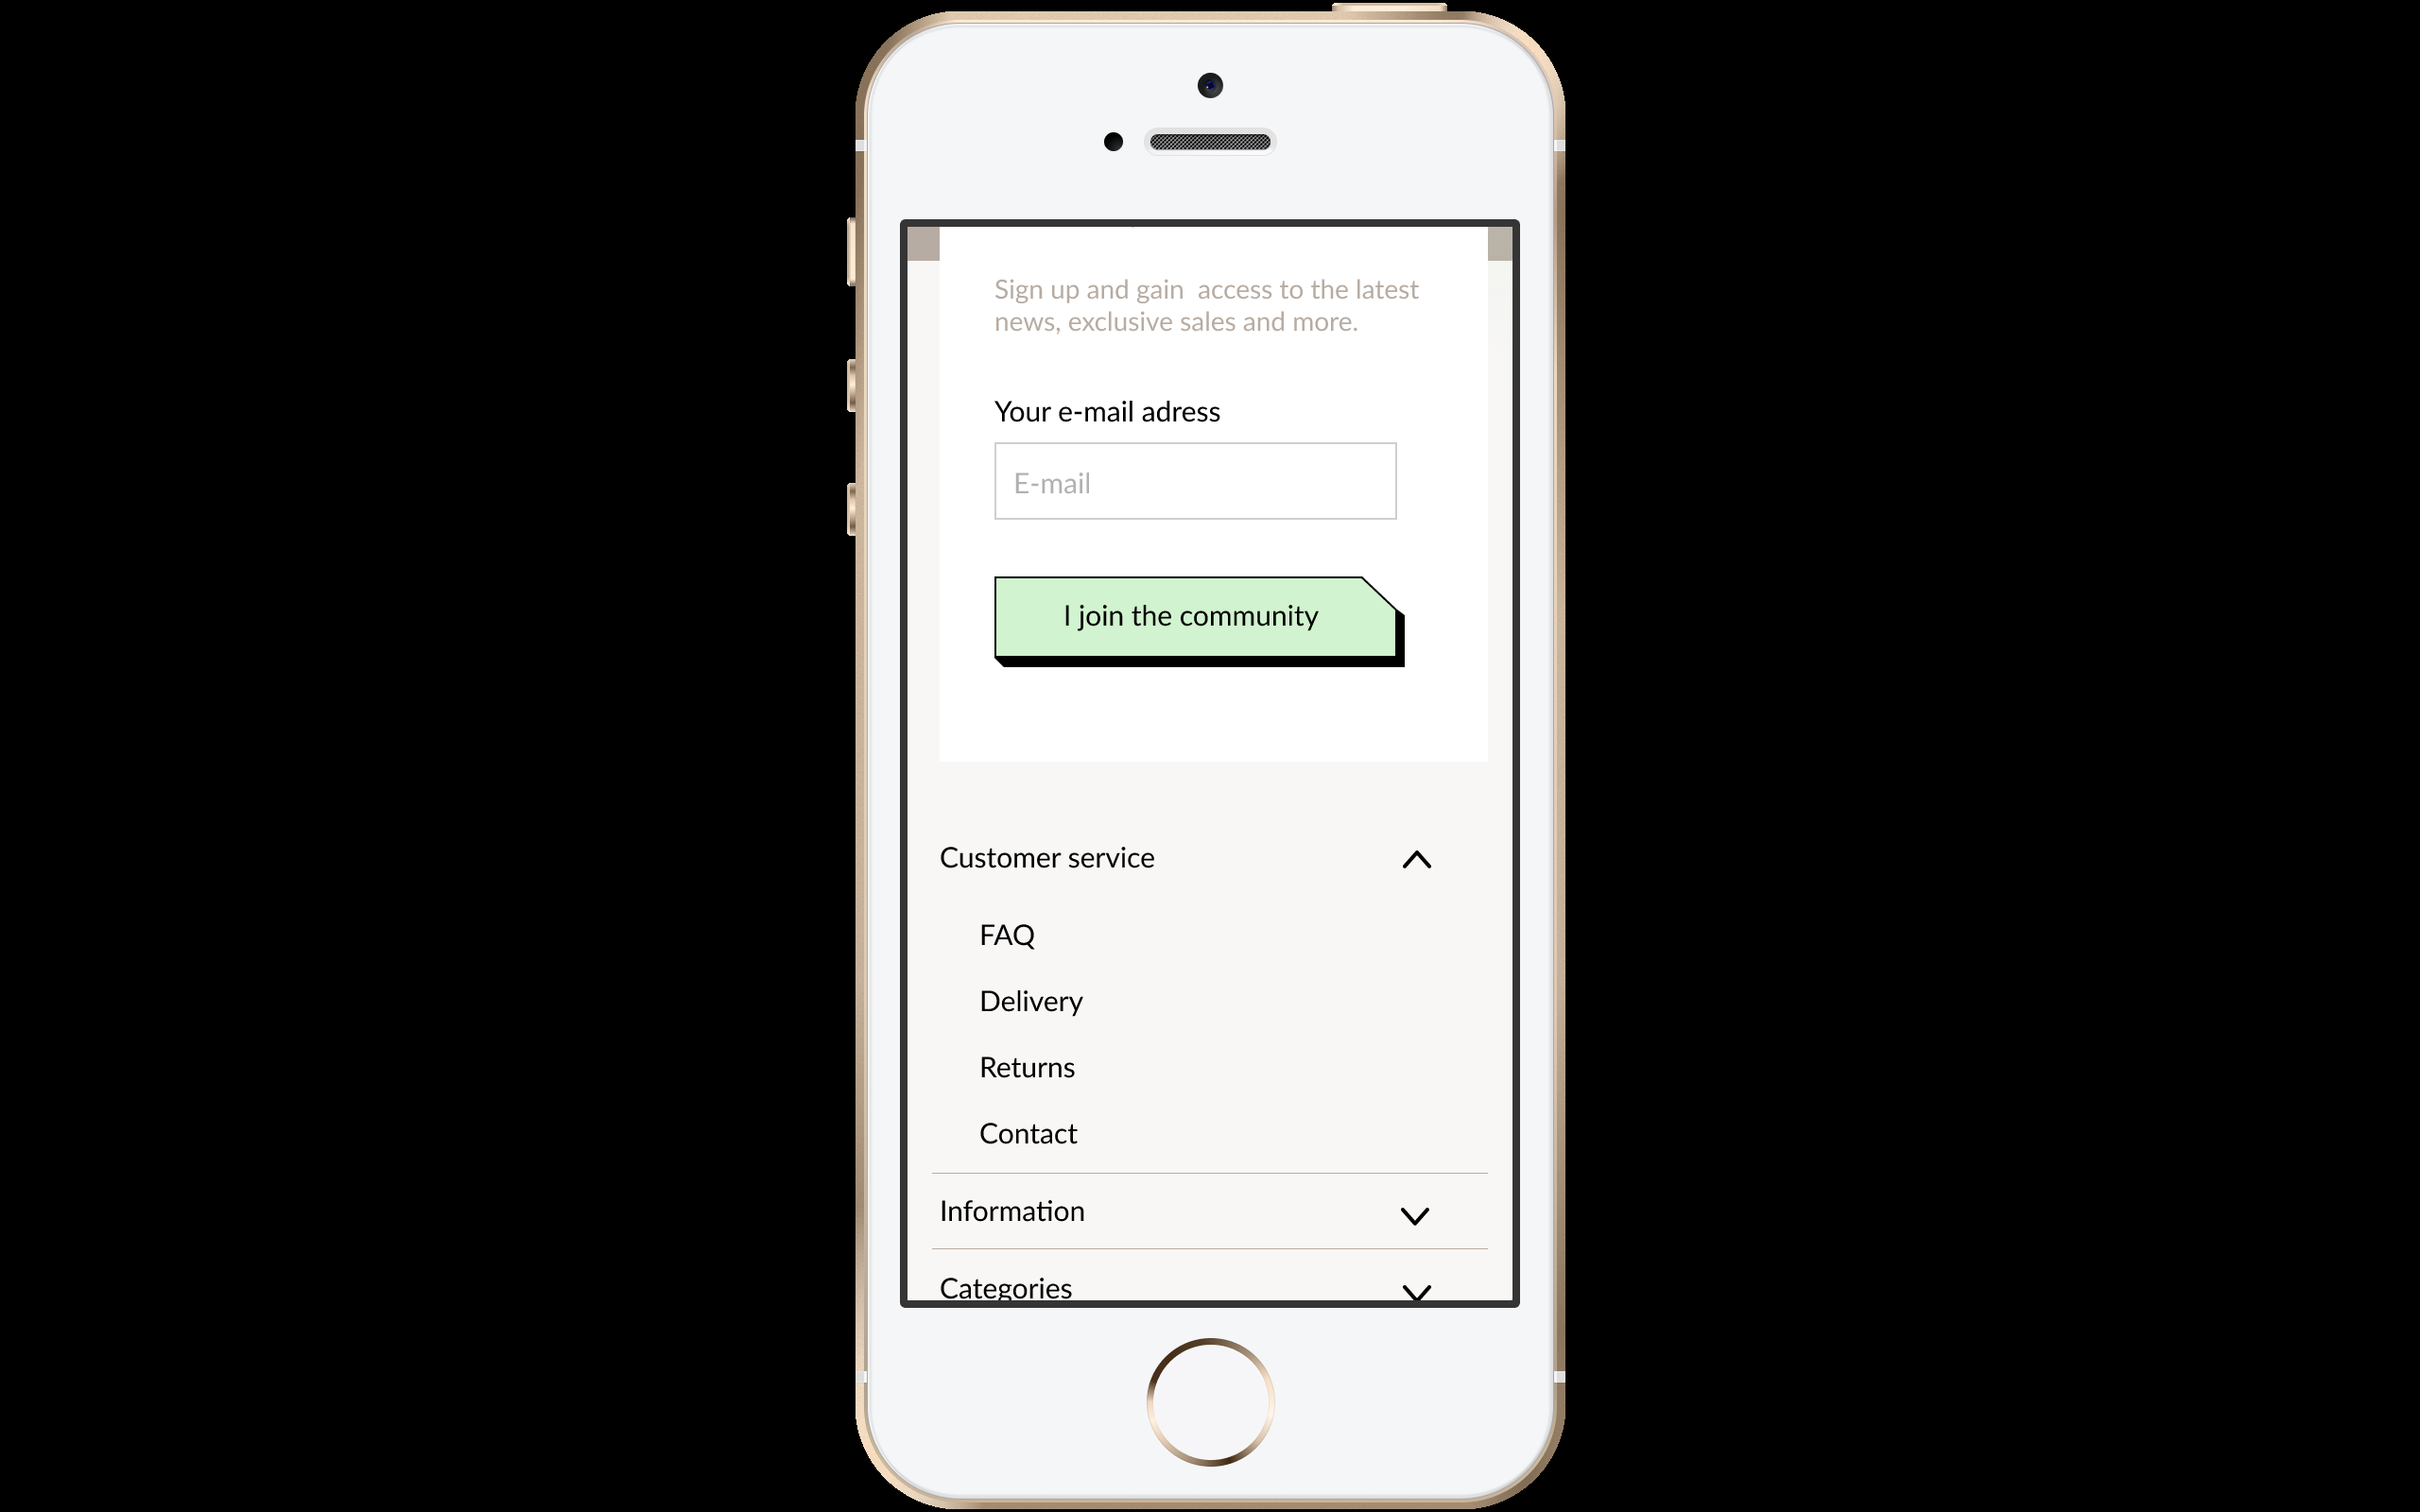 Sign up and gain  access to the latest
news, exclusive sales and more.
Your e-mail adress
E-mail
I join the community
Customer service
FAQ
Delivery
Returns
Contact
Information
Categories